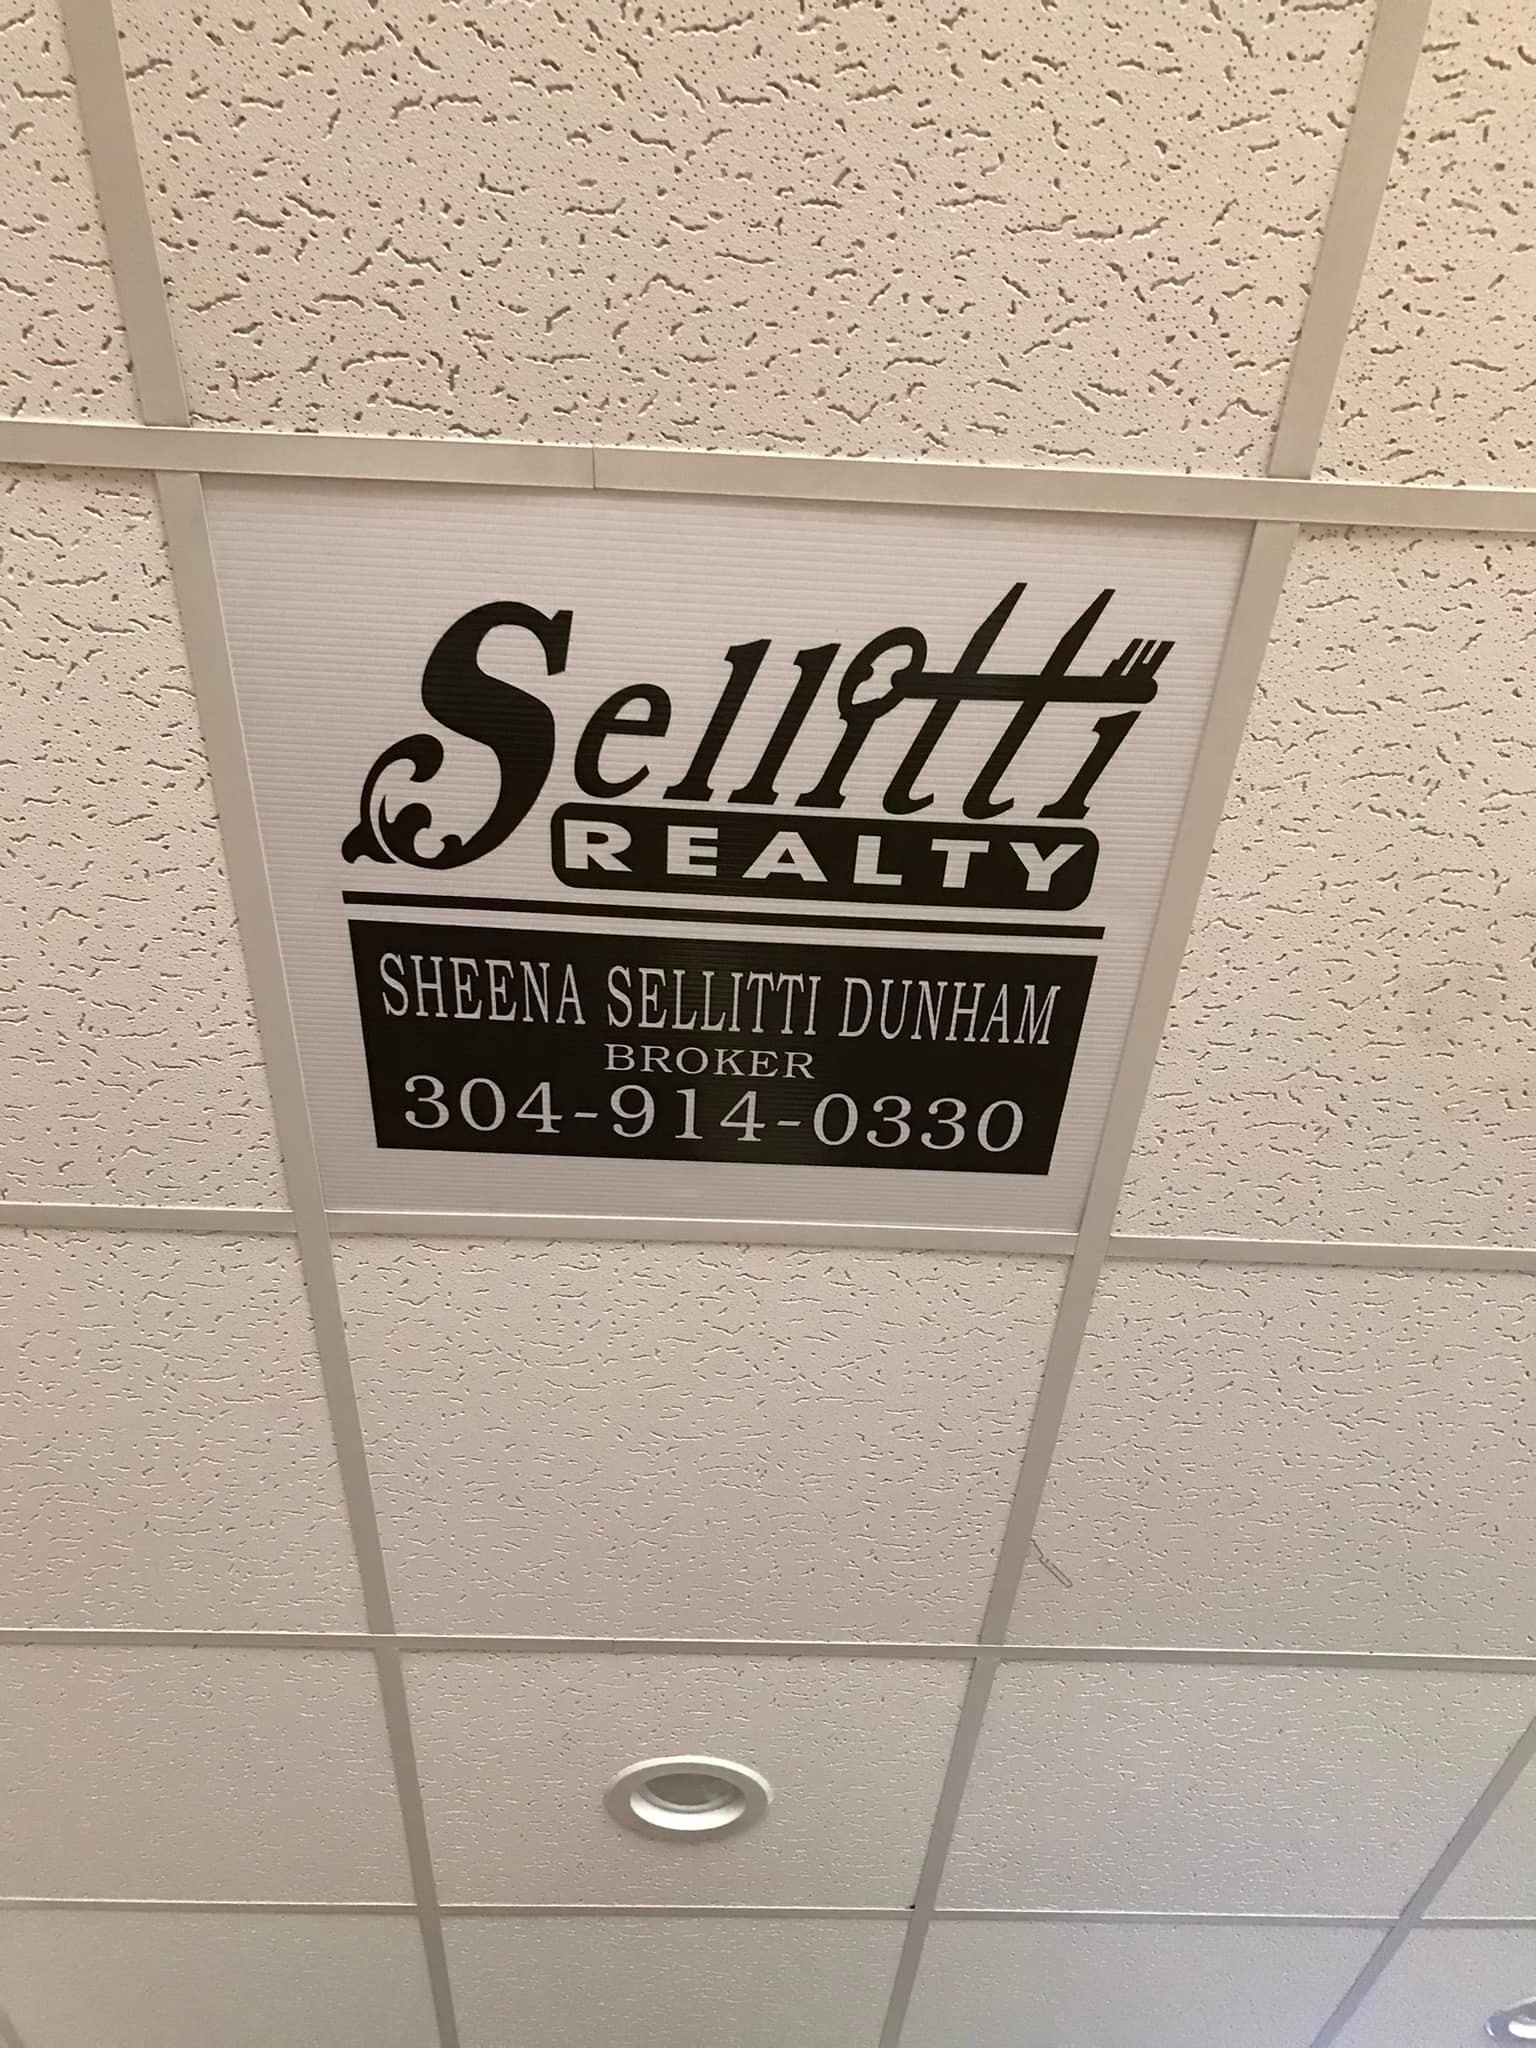 Sellitti
REALTY
SHEENA SELLITTI DUNHAM
BROKER
304-914-0330